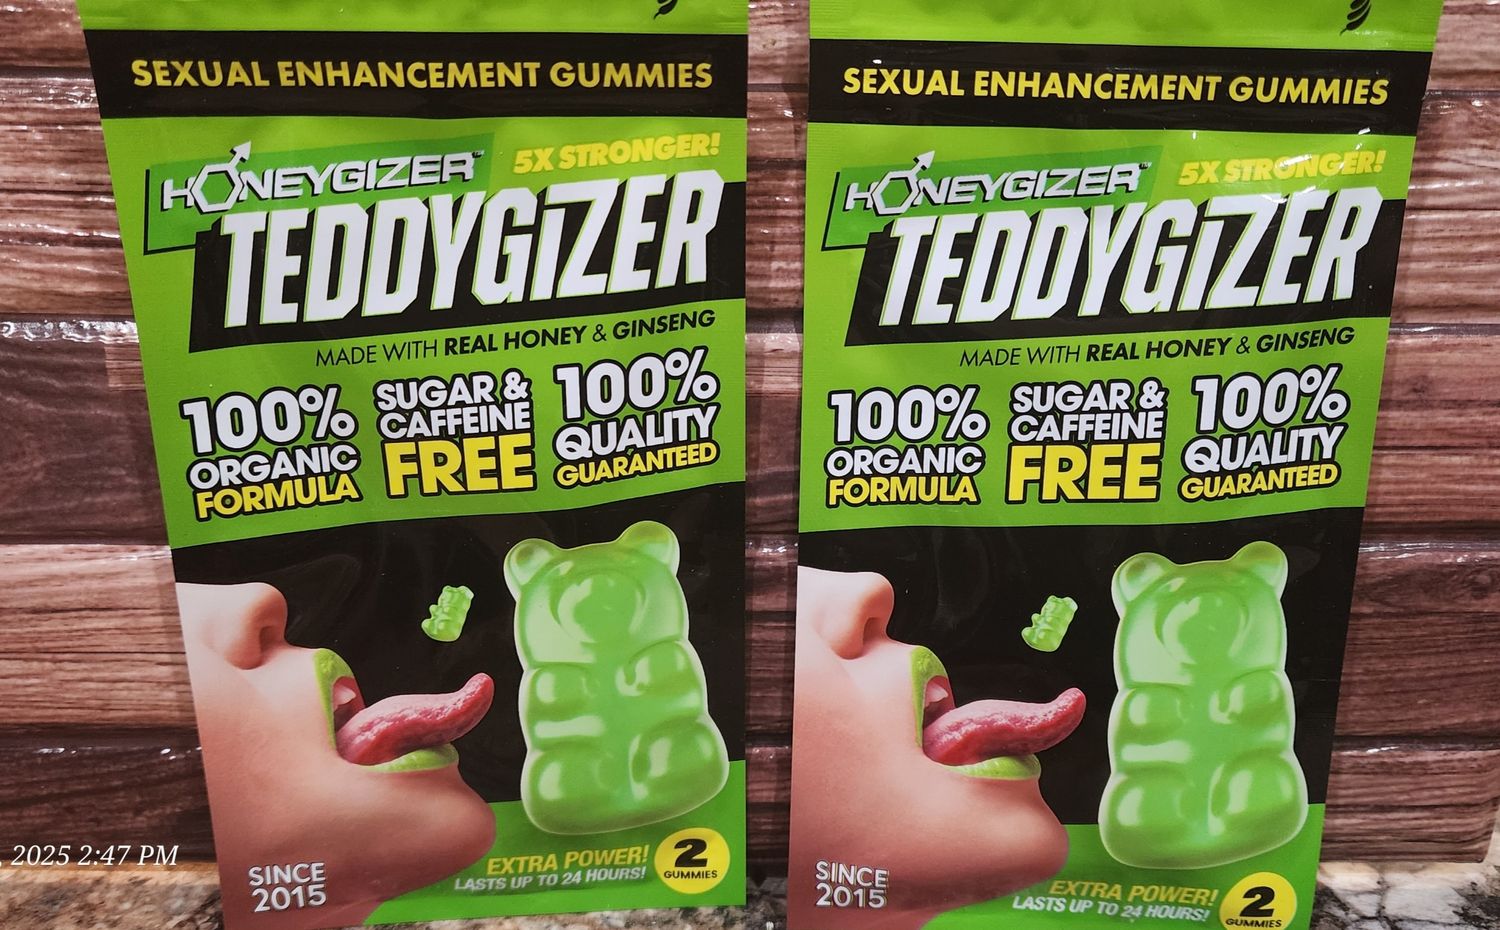 SEXUAL ENHANCEMENT GUMMIES
HONEYGIZER™ 5X STRONGER!
TEDDYGIZER
MADE WITH REAL HONEY & GINSENG
100%
ORGANIC
FORMULA
SUGAR &
CAFFEINE
FREE
100%
QUALITY
GUARANTEED
SINCE
2015
EXTRA POWER!
LASTS UP TO 24 HOURS!
2
GUMMIES
SEXUAL ENHANCEMENT GUMMIES
HONEYGIZER™ 5X STRONGER!
TEDDYGIZER
MADE WITH REAL HONEY & GINSENG
100%
ORGANIC
FORMULA
SUGAR &
CAFFEINE
FREE
100%
QUALITY
GUARANTEED
SINCE
2015
EXTRA POWER!
LASTS UP TO 24 HOURS!
2
GUMMIES
, 2025 2:47 PM